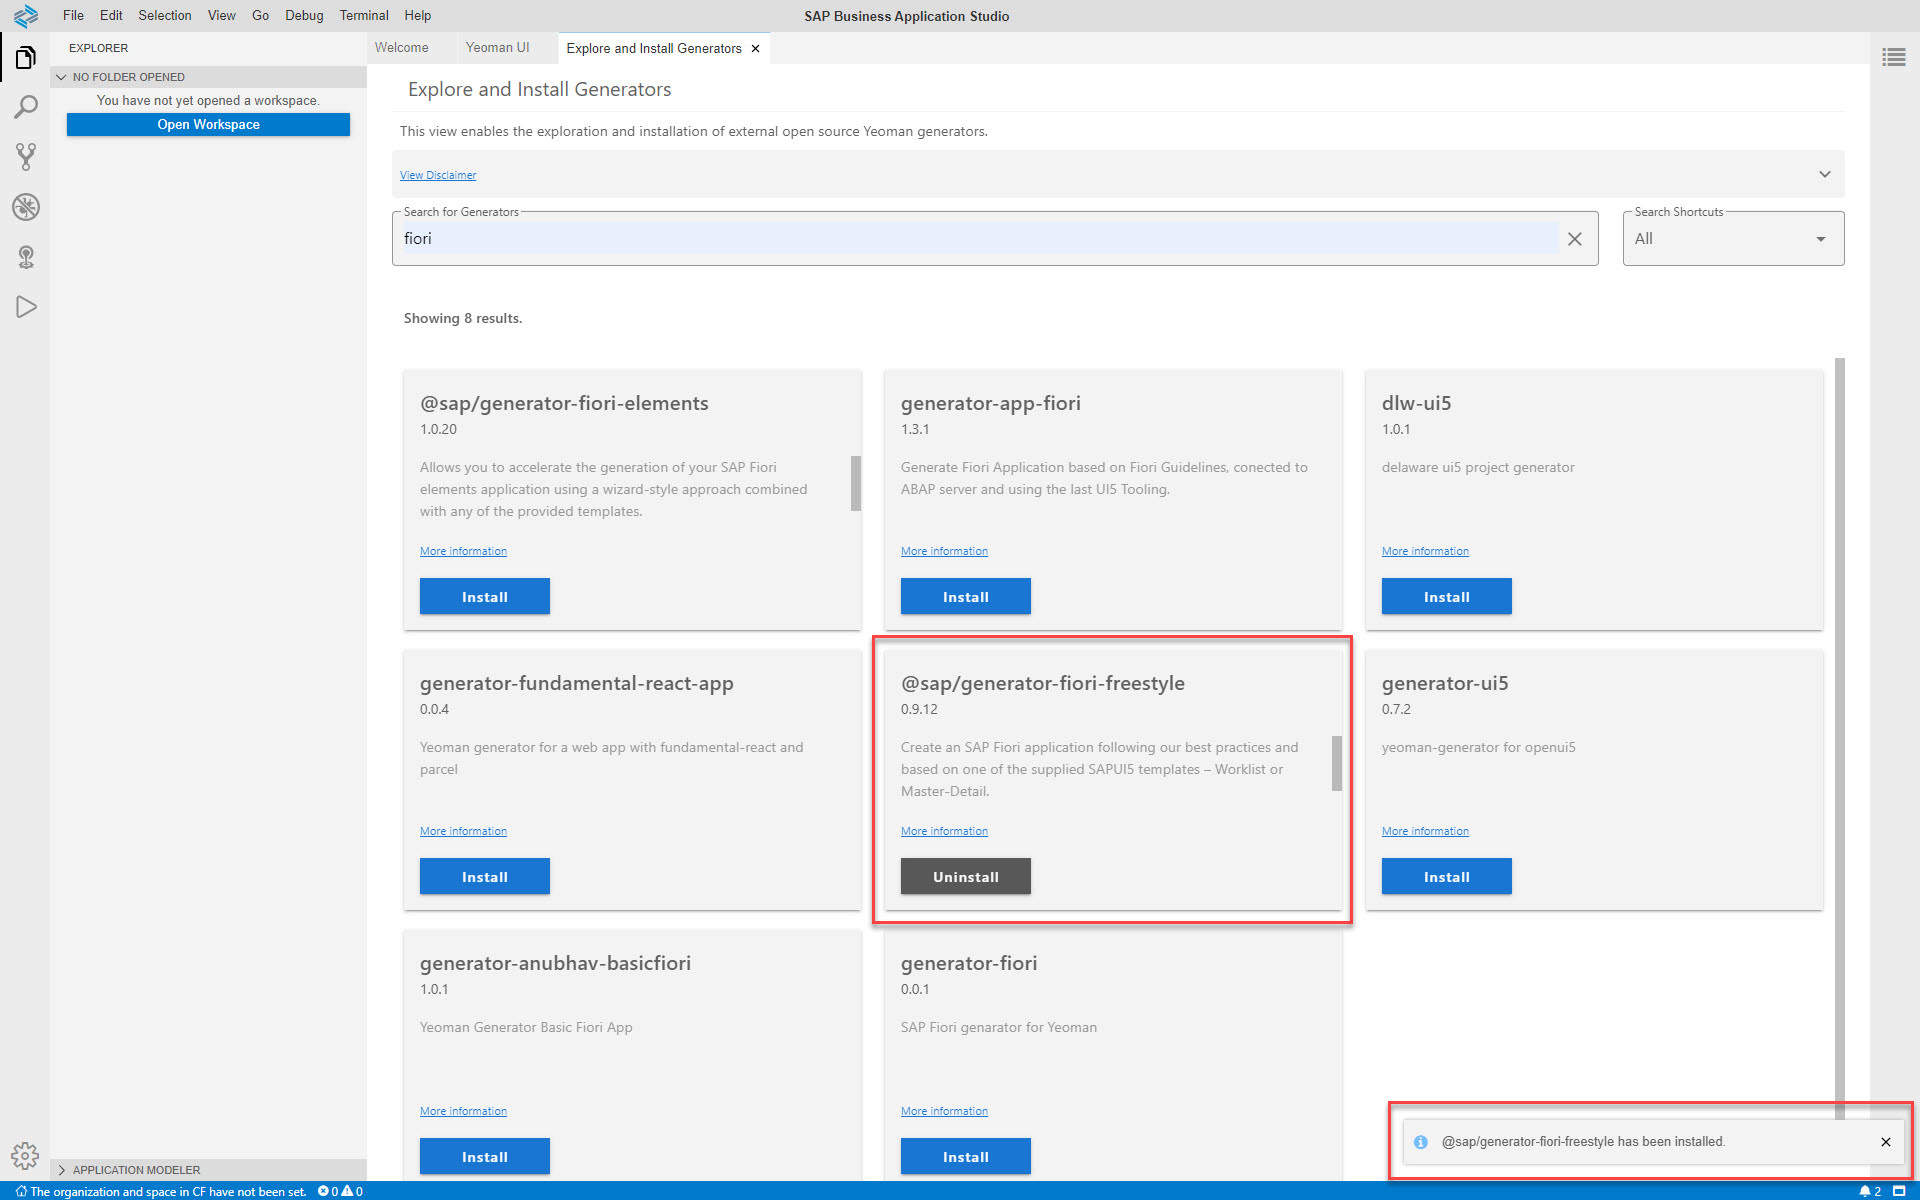 File Edit Selection View Go Debug Terminal Help
SAP Business Application Studio
EXPLORER
NO FOLDER OPENED
You have not yet opened a workspace.
Open Workspace
APPLICATION MODELER
Welcome
Yeoman UI
Explore and Install Generators
Explore and Install Generators
This view enables the exploration and installation of external open source Yeoman generators.
View Disclaimer
Search for Generators
fiori
Search Shortcuts
All
Showing 8 results.
@sap/generator-fiori-elements
1.0.20
Allows you to accelerate the generation of your SAP Fiori
elements application using a wizard-style approach combined
with any of the provided templates.
More information
Install
generator-app-fiori
1.3.1
Generate Fiori Application based on Fiori Guidelines, conected to
ABAP server and using the last UI5 Tooling.
More information
Install
dlw-ui5
1.0.1
delaware ui5 project generator
More information
Install
generator-fundamental-react-app
0.0.4
Yeoman generator for a web app with fundamental-react and
parcel
More information
Install
@sap/generator-fiori-freestyle
0.9.12
Create an SAP Fiori application following our best practices and
based on one of the supplied SAPUI5 templates – Worklist or
Master-Detail.
More information
Uninstall
generator-ui5
0.7.2
yeoman-generator for openui5
More information
Install
generator-anubhav-basicfiori
1.0.1
Yeoman Generator Basic Fiori App
More information
Install
generator-fiori
0.0.1
SAP Fiori genarator for Yeoman
More information
Install
@sap/generator-fiori-freestyle has been installed.
The organization and space in CF have not been set. 0 0
2